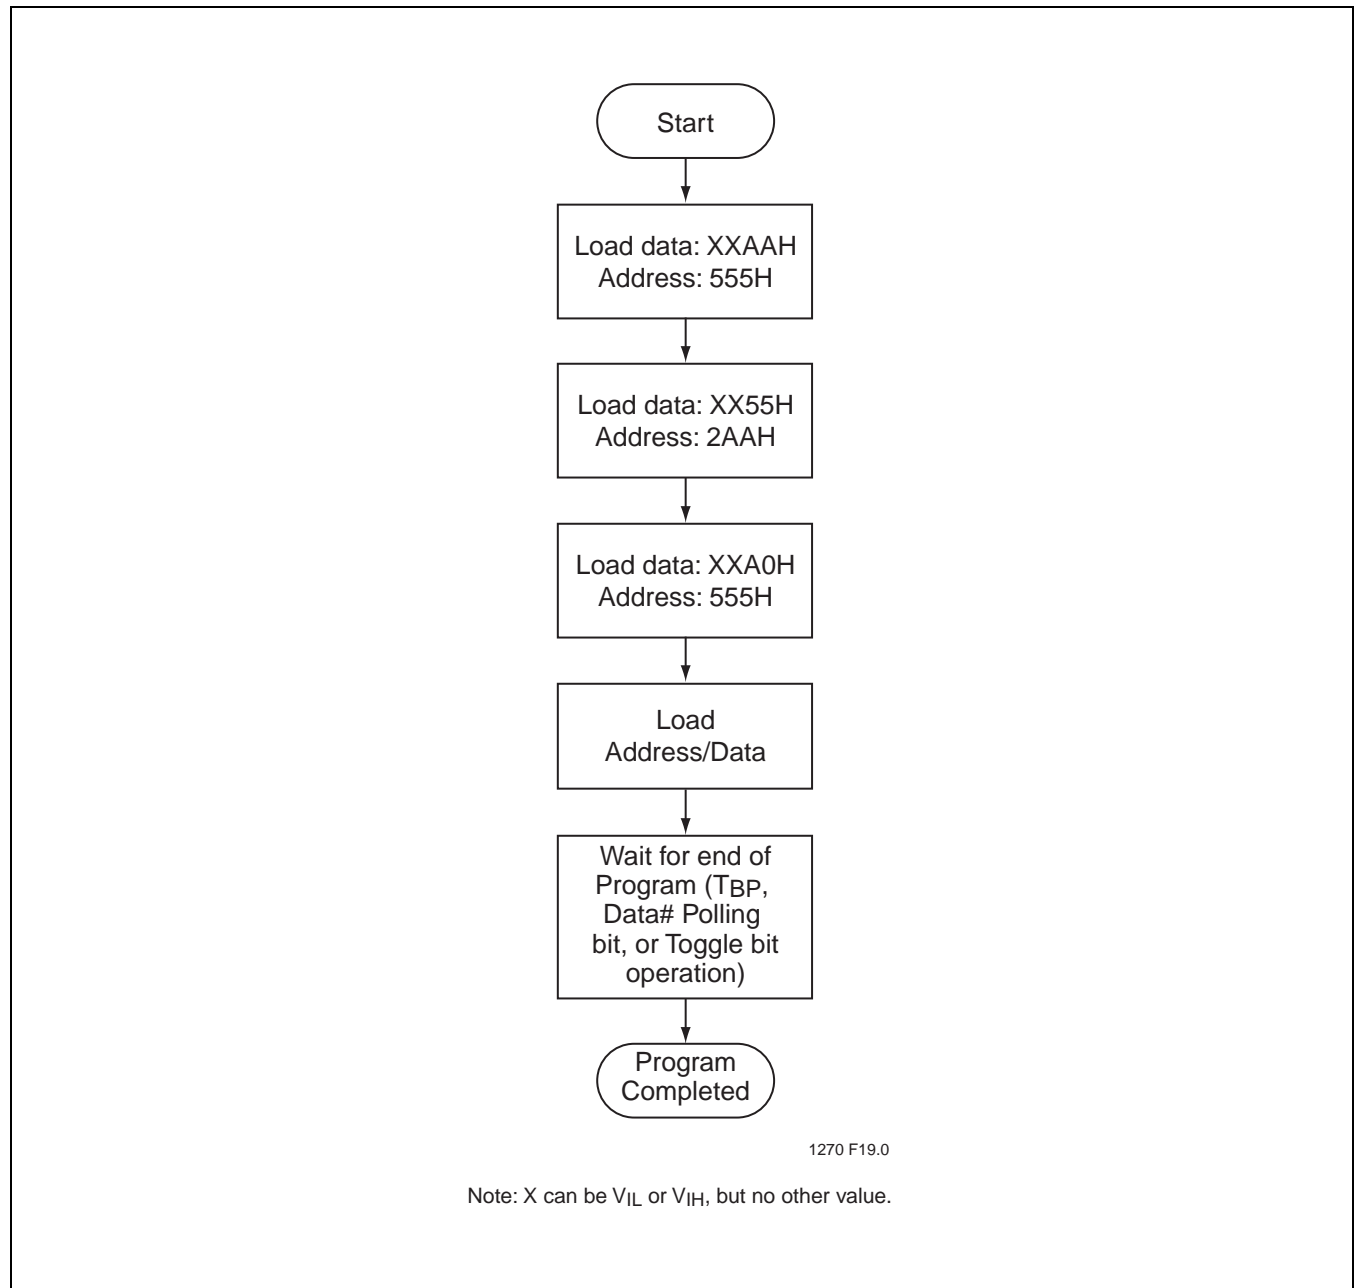 Start
Load data: XXAAH
Address: 555H
Load data: XX55H
Address: 2AAH
Load data: XXA0H
Address: 555H
Load
Address/Data
Wait for end of
Program (TBP,
Data# Polling
bit, or Toggle bit
operation)
Program
Completed
1270 F19.0
Note: X can be VIL or VIH, but no other value.